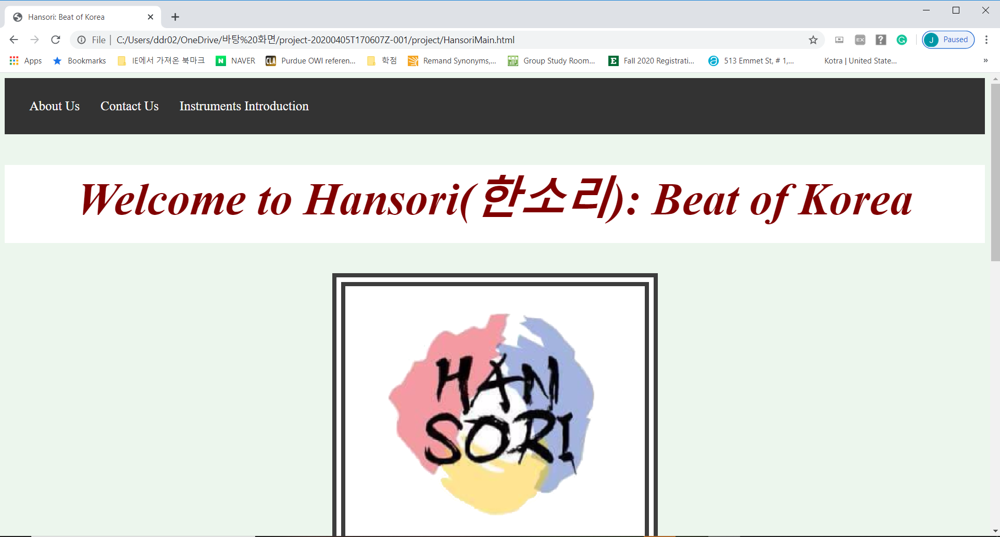 Hansori: Beat of Korea
File | C:/Users/ddr02/OneDrive/바탕%20화면/project-20200405T170607Z-001/project/HansoriMain.html
EX
?
G
J Paused
Apps Bookmarks IE에서 가져온 북마크 N NAVER CLA Purdue OWl referen... 학점 Remand Synonyms,... Group Study Room... E Fall 2020 Registrati... 513 Emmet St, # 1,... Kotra | United State... »
About Us Contact Us Instruments Introduction
Welcome to Hansori(한소리): Beat of Korea
HAN
SORI